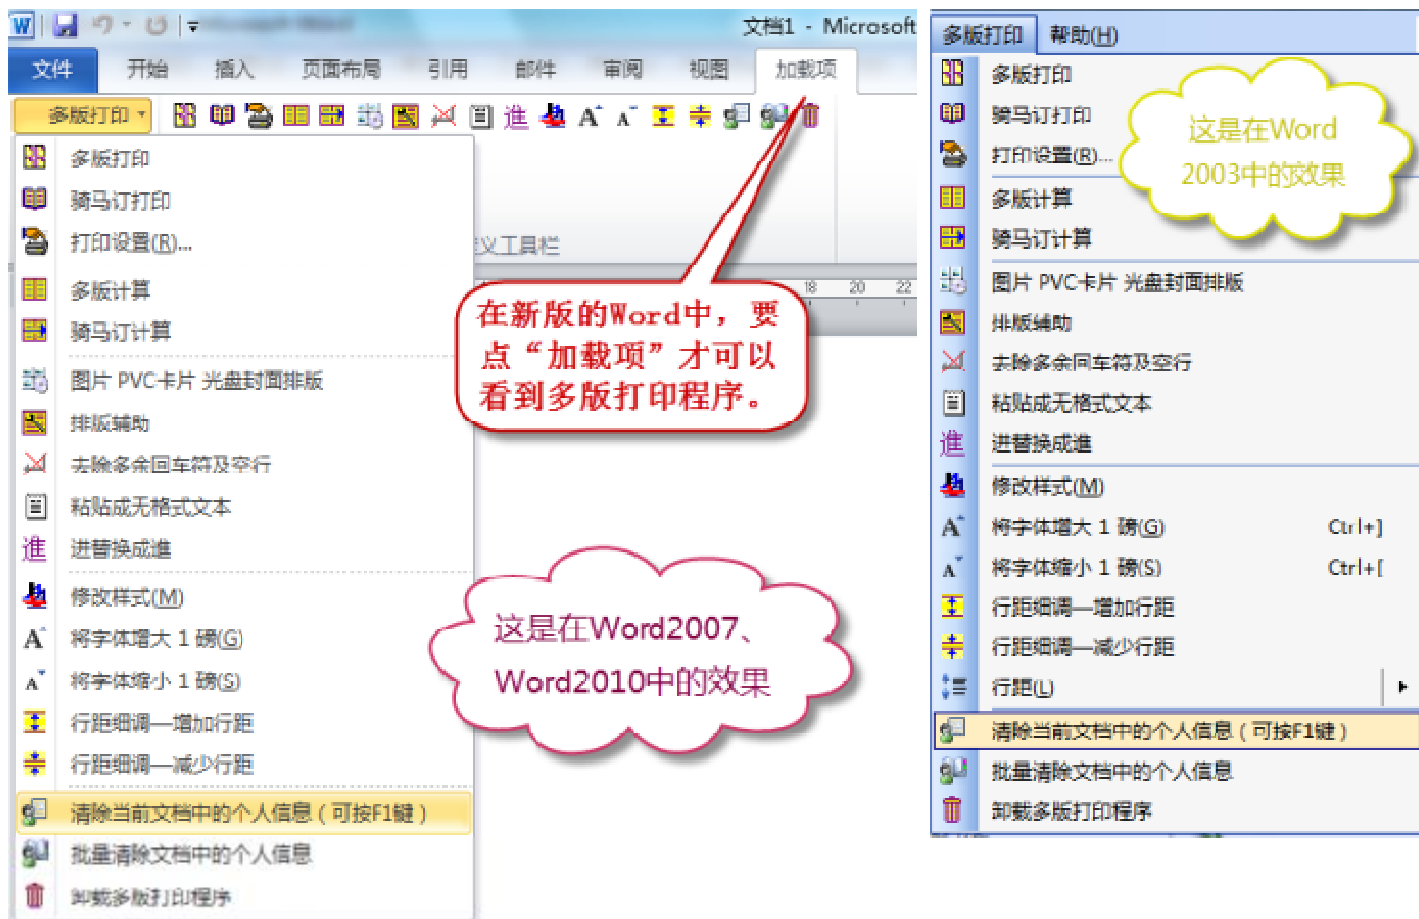 文档1 - Microsoft
文件 开始 插入 页面布局 引用 邮件 审阅 视图 加载项
多版打印
多版打印
骑马订打印
打印设置(R)...
多版计算
骑马订计算
图片 PVC卡片 光盘封面排版
排版辅助
去除多余回车符及空行
粘贴成无格式文本
进替换成進
修改样式(M)
将字体增大 1 磅(G)
将字体缩小 1 磅(S)
行距细调—增加行距
行距细调—减少行距
清除当前文档中的个人信息（可按F1键）
批量清除文档中的个人信息
卸载多版打印程序
义工具栏
18 20 22
在新版的Word中，要
点“加载项”才可以
看到多版打印程序。
这是在Word2007、
Word2010中的效果
多版打印 帮助(H)
多版打印
骑马订打印
打印设置(R)...
多版计算
骑马订计算
图片 PVC卡片 光盘封面排版
排版辅助
去除多余回车符及空行
粘贴成无格式文本
进替换成進
修改样式(M)
将字体增大 1 磅(G) Ctrl+]
将字体缩小 1 磅(S) Ctrl+[
行距细调—增加行距
行距细调—减少行距
行距(L)
清除当前文档中的个人信息（可按F1键）
批量清除文档中的个人信息
卸载多版打印程序
这是在Word
2003中的效果